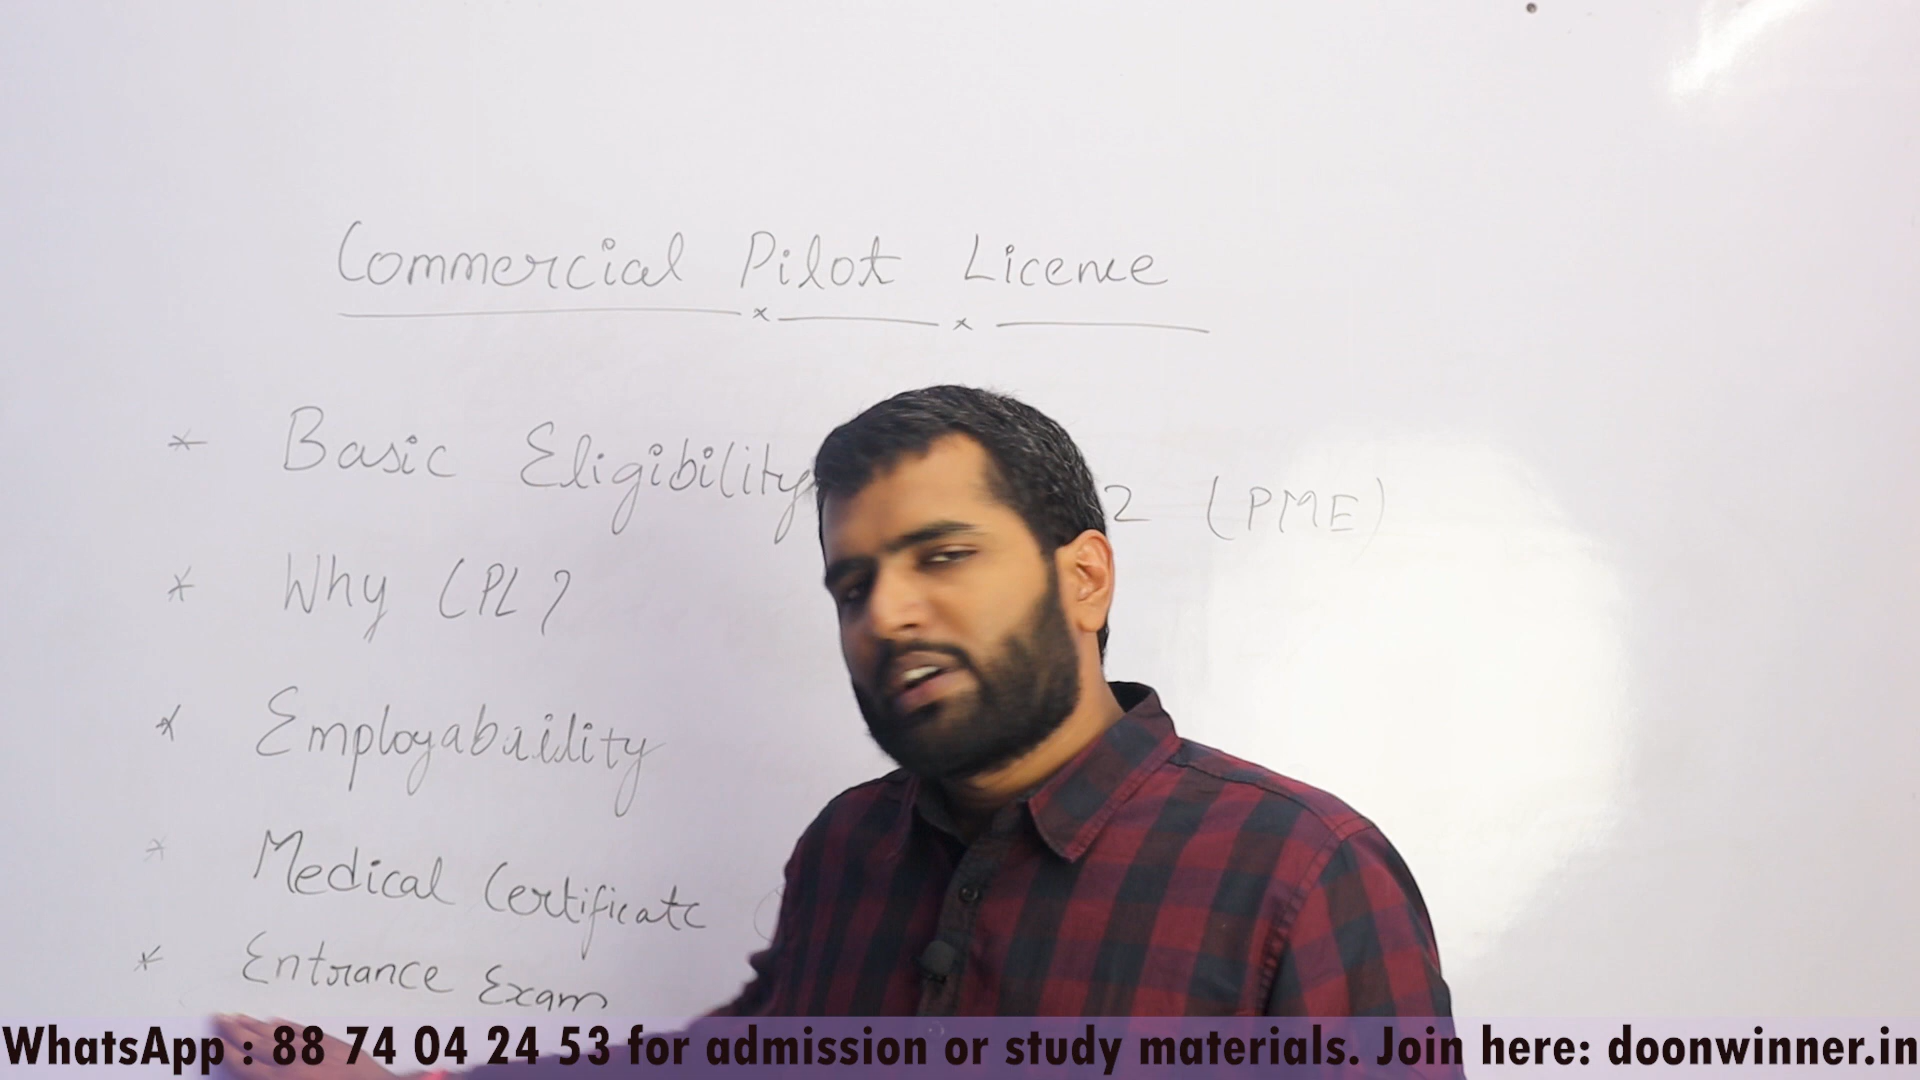 Commercial Pilot Licence
* Basic Eligibility 2 (PME)
* Why CPL?
* Employabaility
* Medical Certificate
* Entrance Exam
WhatsApp : 88 74 04 24 53 for admission or study materials. Join here: doonwinner.in